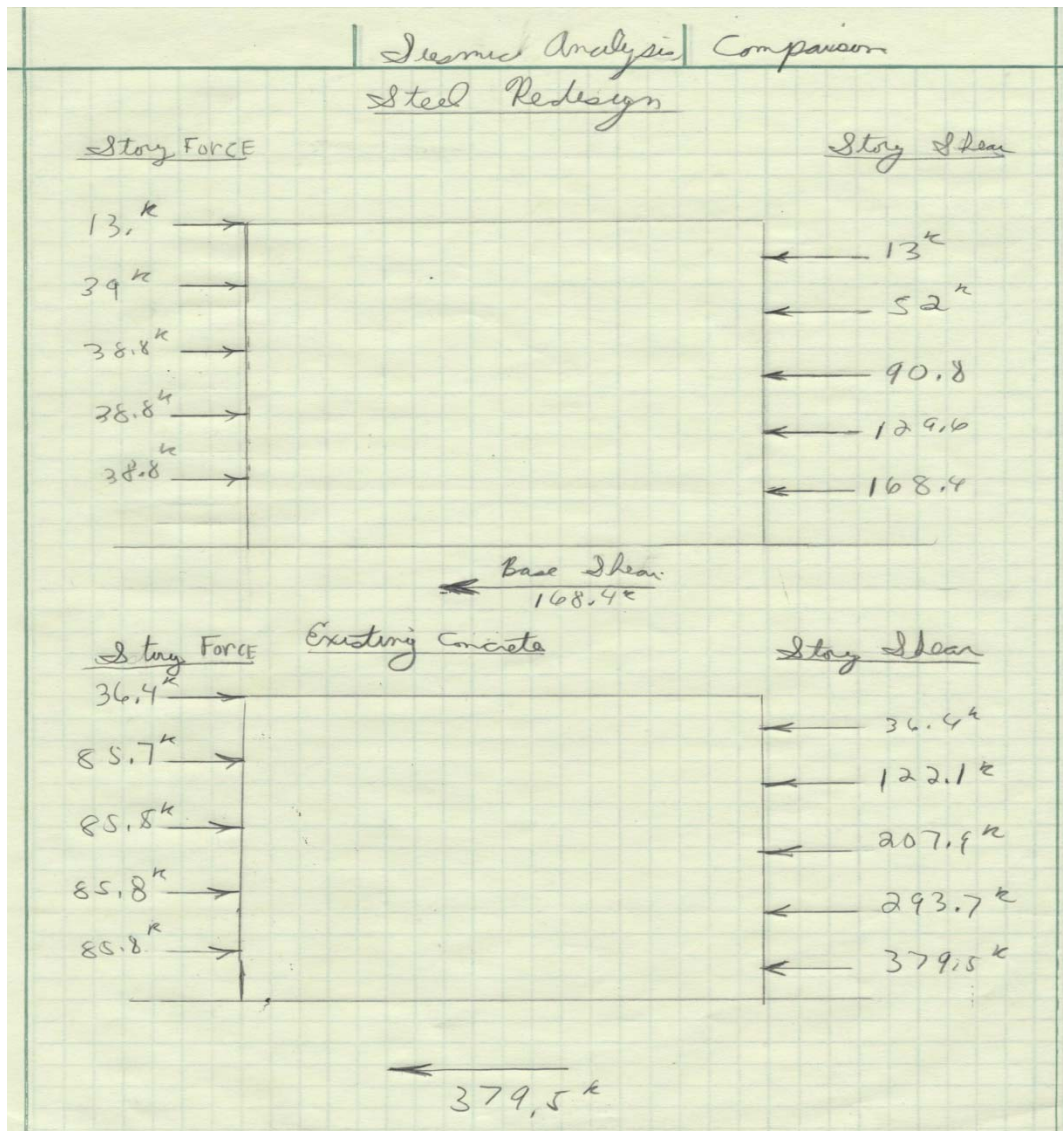 Seismic Analysis Comparison
Steel Redesign
Story Force
Story Shear
13.k
13k
39k
52k
38.8k
90.8
38.8k
129.6
38.8k
168.4
Base Shear
168.4k
Story Force
Existing Concrete
Story Shear
36.4k
36.4k
85.7k
122.1k
85.8k
207.9k
85.8k
293.7k
85.8k
379.5k
379.5k